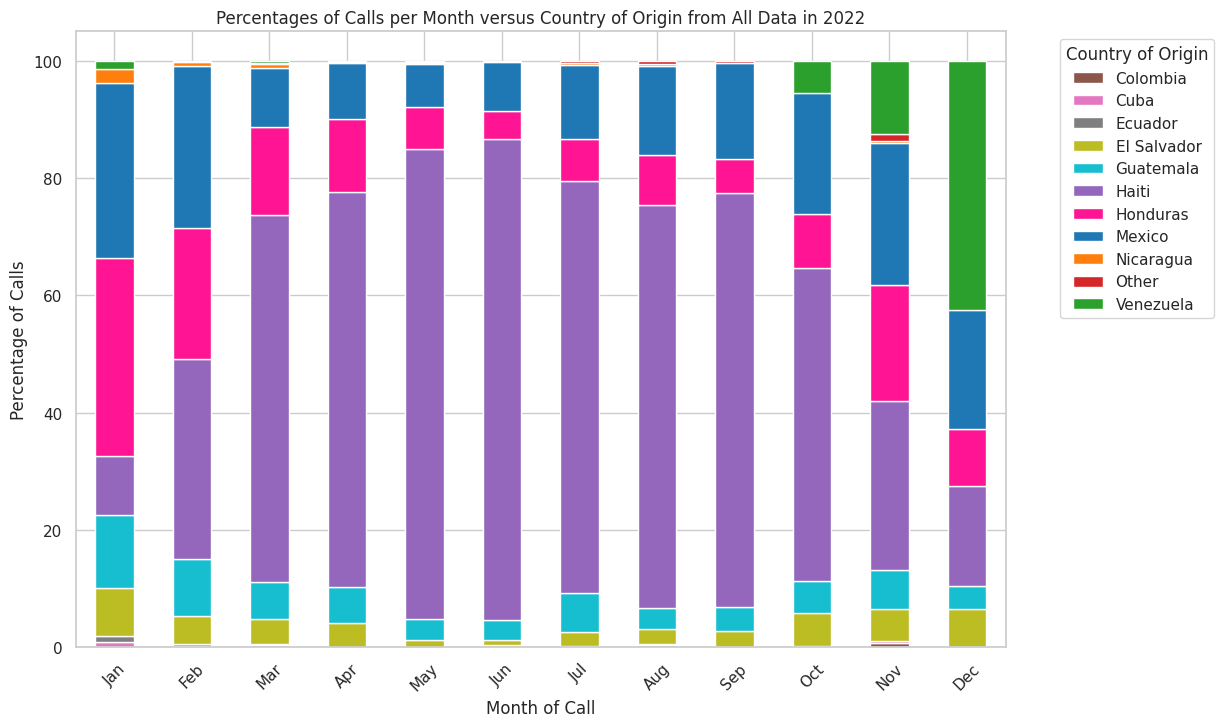 Percentages of Calls per Month versus Country of Origin from All Data in 2022
Country of Origin
Colombia
Cuba
Ecuador
El Salvador
Guatemala
Haiti
Honduras
Mexico
Nicaragua
Other
Venezuela
Percentage of Calls
100
80
60
40
20
0
Jan
Feb
Mar
Apr
May
Jun
Jul
Aug
Sep
Oct
Nov
Dec
Month of Call